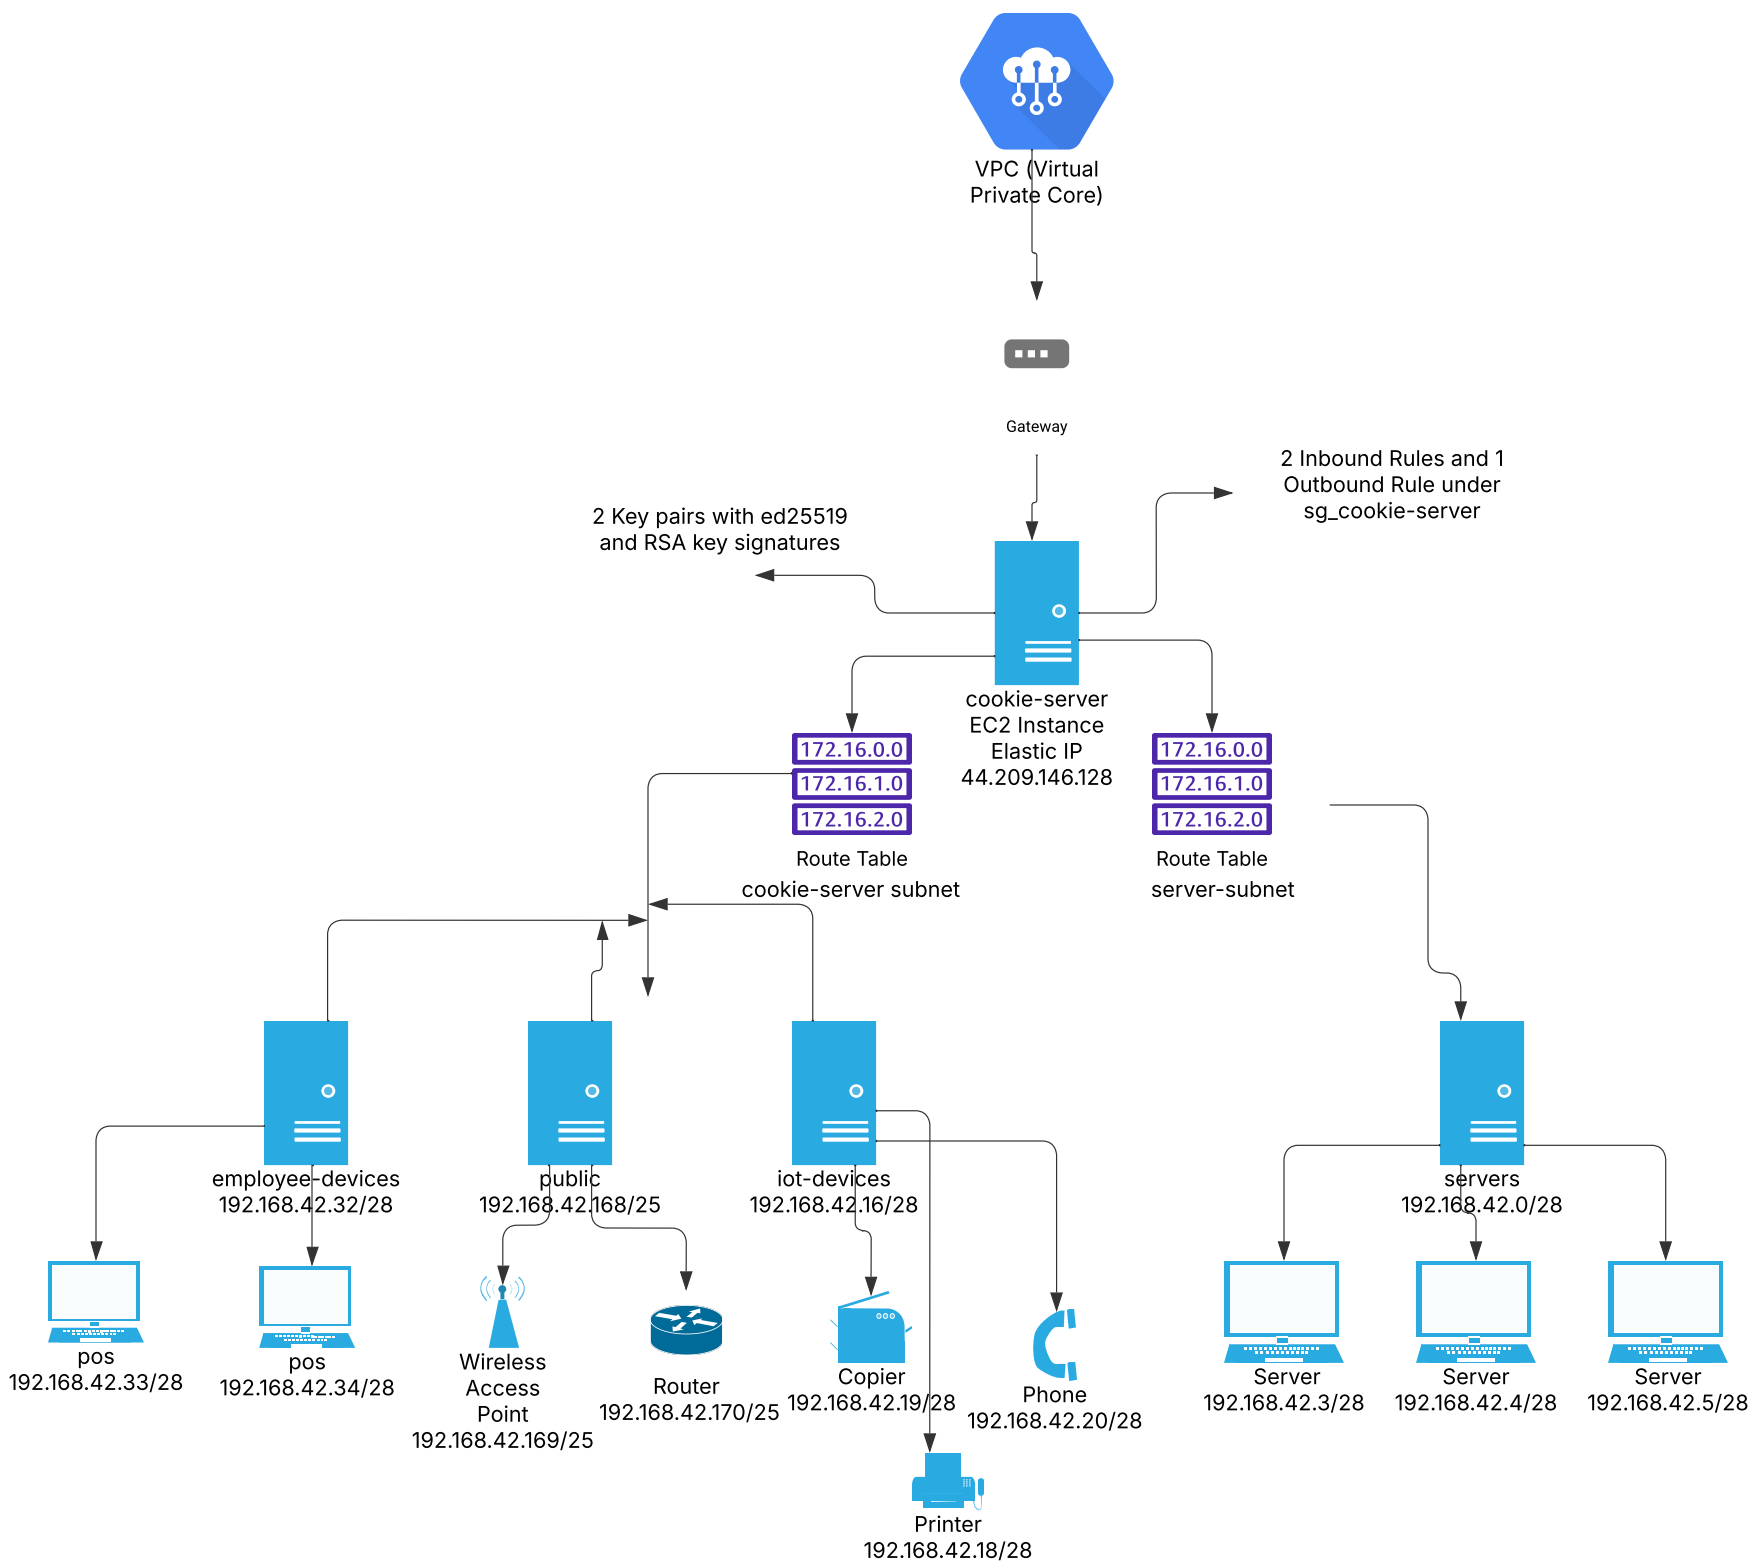 VPC (Virtual
Private Core)
Gateway
2 Inbound Rules and 1
Outbound Rule under
sg_cookie-server
2 Key pairs with ed25519
and RSA key signatures
cookie-server
EC2 Instance
Elastic IP
44.209.146.128
172.16.0.0
172.16.1.0
172.16.2.0
Route Table
cookie-server subnet
172.16.0.0
172.16.1.0
172.16.2.0
Route Table
server-subnet
employee-devices
192.168.42.32/28
public
192.168.42.168/25
iot-devices
192.168.42.16/28
servers
192.168.42.0/28
pos
192.168.42.33/28
pos
192.168.42.34/28
Wireless
Access
Point
192.168.42.169/25
Router
192.168.42.170/25
Copier
192.168.42.19/28
Phone
192.168.42.20/28
Server
192.168.42.3/28
Server
192.168.42.4/28
Server
192.168.42.5/28
Printer
192.168.42.18/28